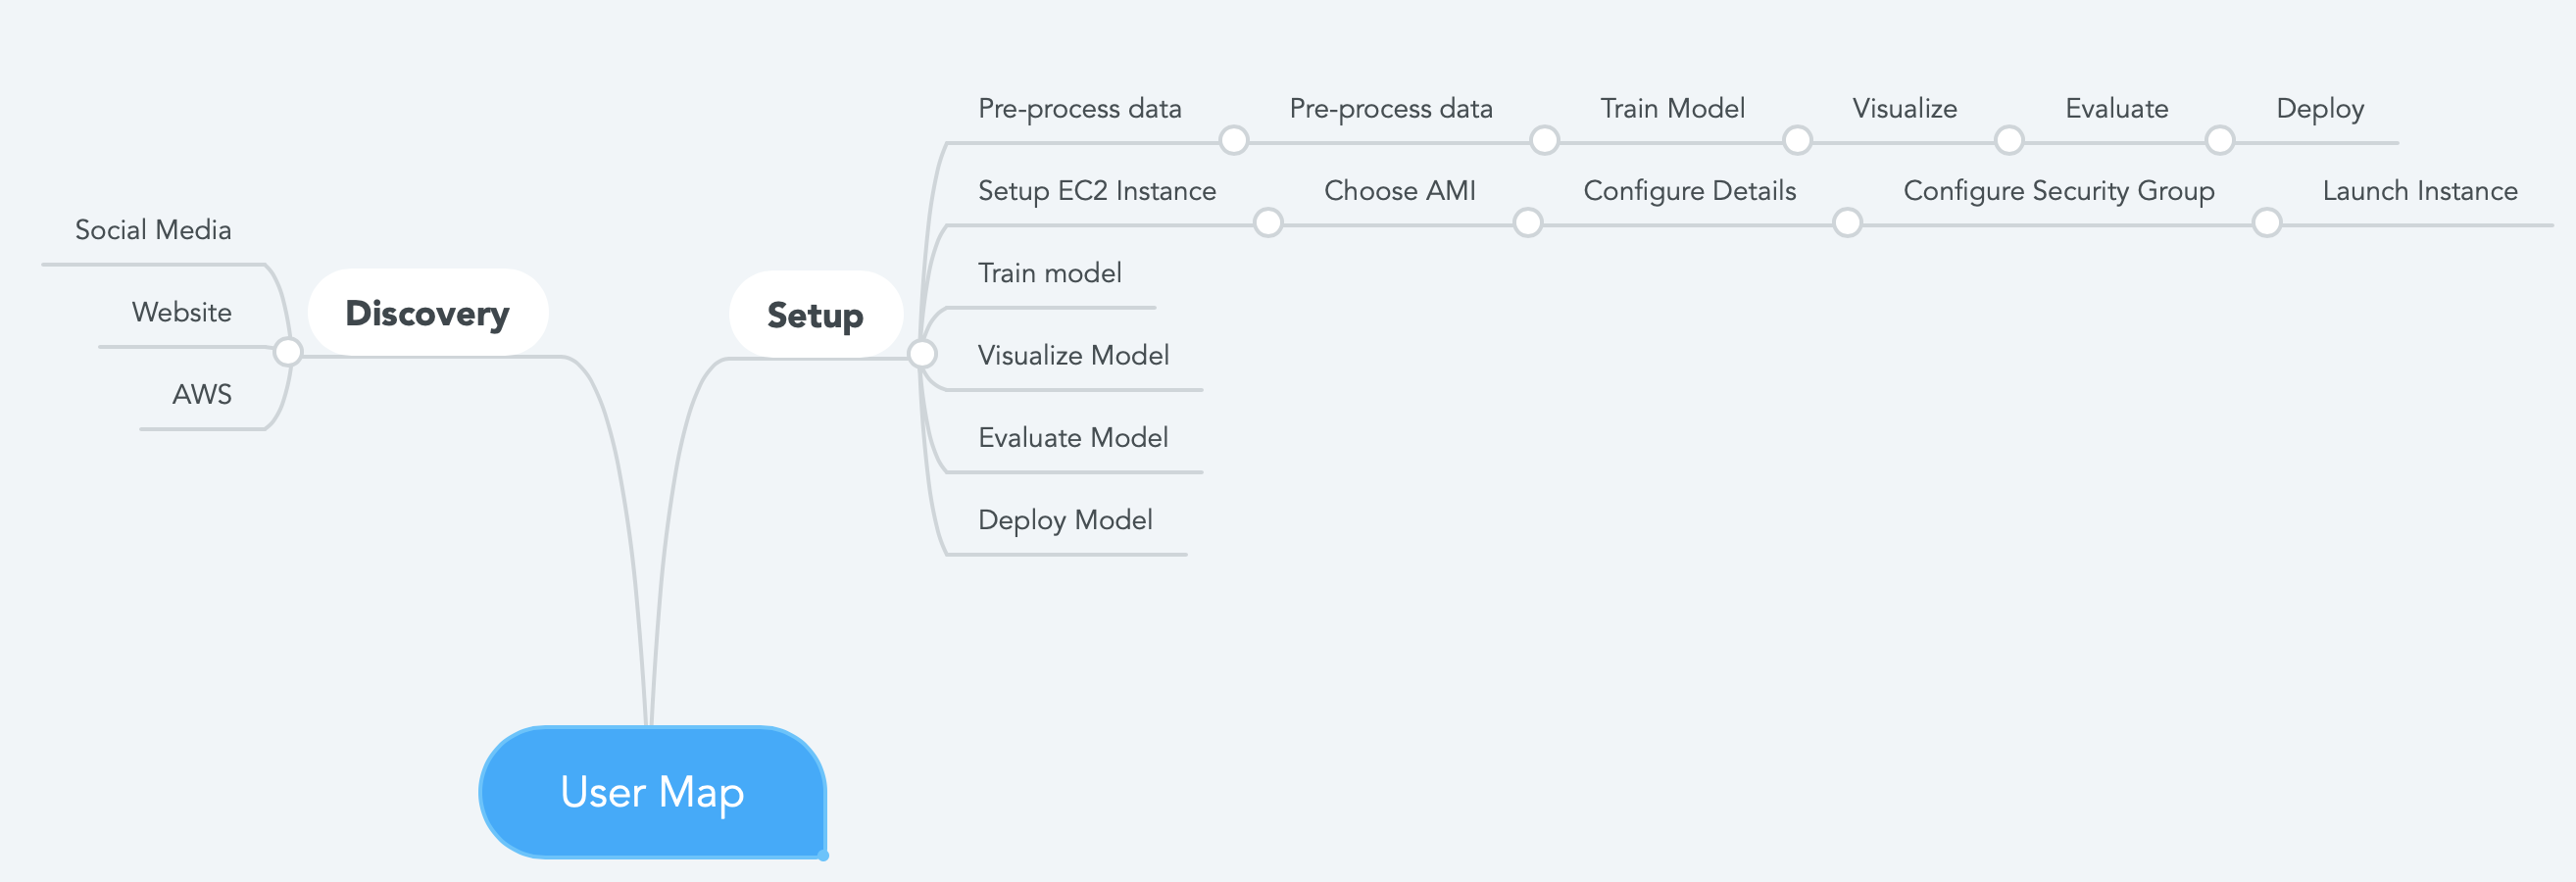 Social Media
Website
AWS
Discovery
Setup
Pre-process data Pre-process data Train Model Visualize Evaluate Deploy
Setup EC2 Instance Choose AMI Configure Details Configure Security Group Launch Instance
Train model
Visualize Model
Evaluate Model
Deploy Model
User Map